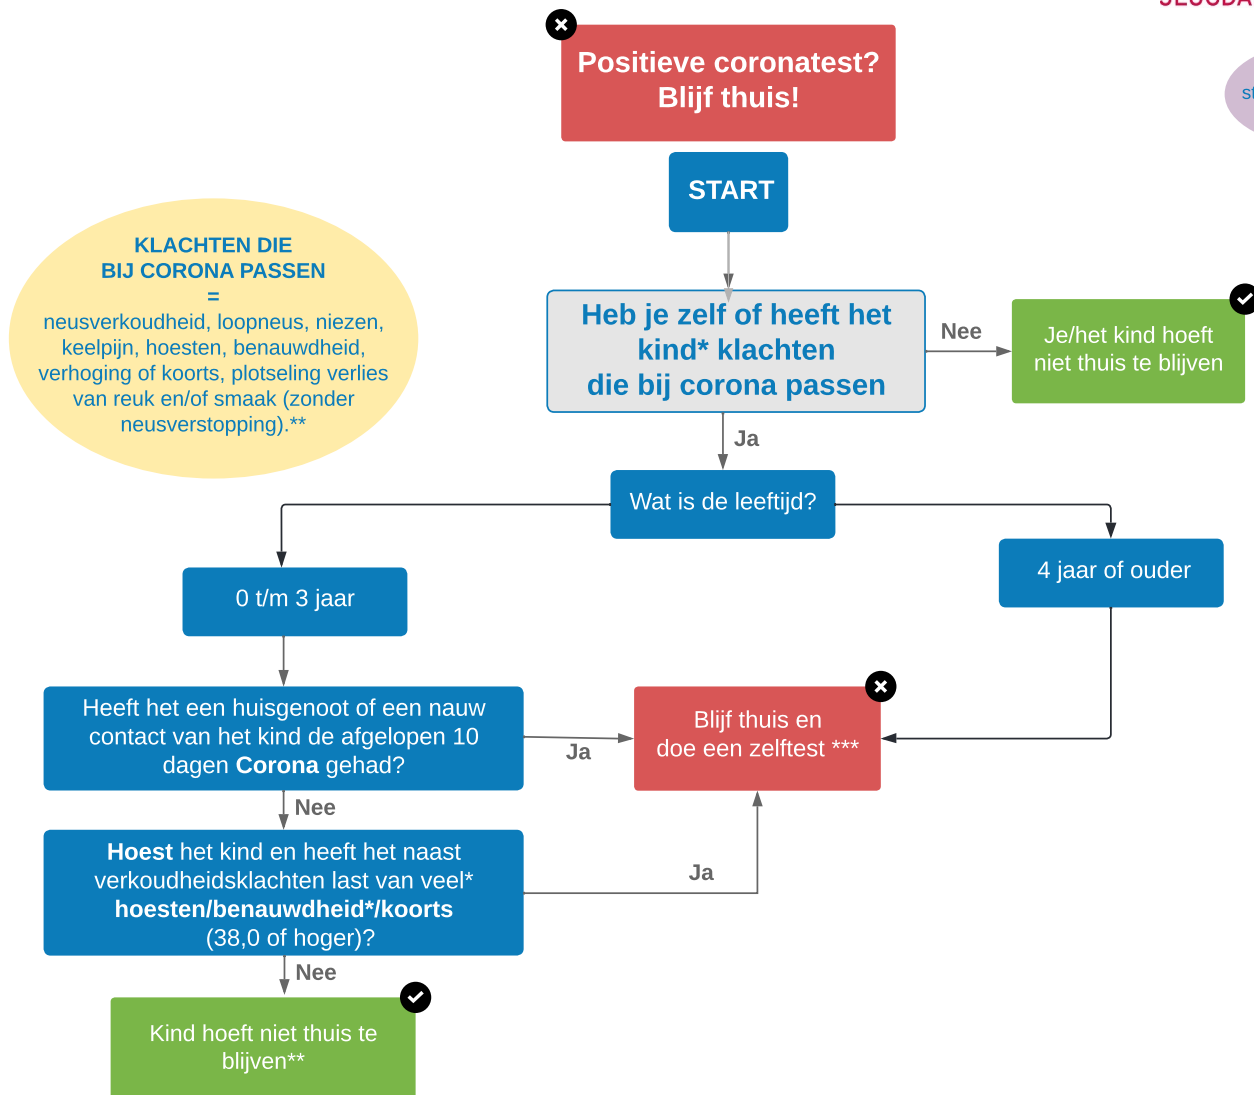 Positieve coronatest?
Blijf thuis!
START
KLACHTEN DIE
BIJ CORONA PASSEN
=
neusverkoudheid, loopneus, niezen,
keelpijn, hoesten, benauwdheid,
verhoging of koorts, plotseling verlies
van reuk en/of smaak (zonder
neusverstopping).**
Heb je zelf of heeft het
kind* klachten
die bij corona passen
Nee
Je/het kind hoeft
niet thuis te blijven
Ja
Wat is de leeftijd?
0 t/m 3 jaar
4 jaar of ouder
Heeft het een huisgenoot of een nauw
contact van het kind de afgelopen 10
dagen Corona gehad?
Ja
Blijf thuis en
doe een zelftest ***
Nee
Hoest het kind en heeft het naast
verkoudheidsklachten last van veel*
hoesten/benauwdheid*/koorts
(38,0 of hoger)?
Ja
Nee
Kind hoeft niet thuis te
blijven**